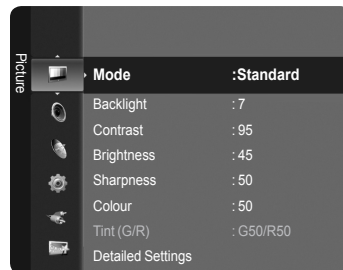 Picture
Mode :Standard
Backlight : 7
Contrast : 95
Brightness : 45
Sharpness : 50
Colour : 50
Tint (G/R) : G50/R50
Detailed Settings